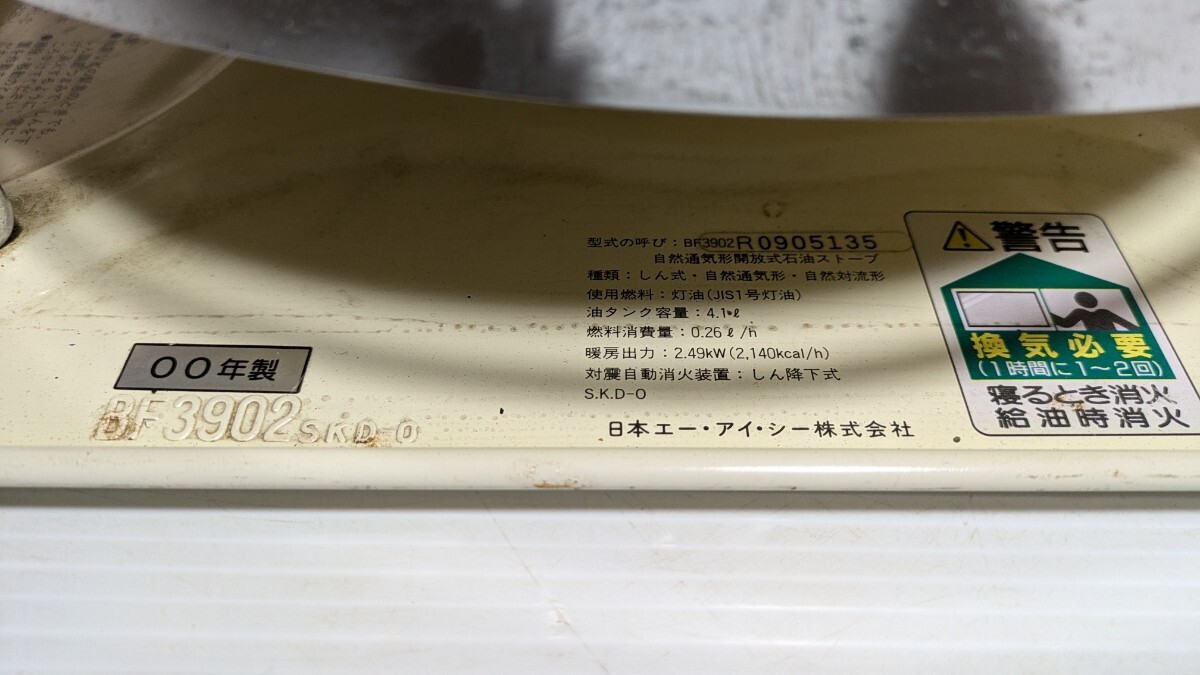 型式の呼び：BF3902R0905135
自然通気形開放式石油ストーブ
種類：しん式・自然通気形・自然対流形
使用燃料：灯油(JIS1号灯油)
油タンク容量：4.1ℓ
燃料消費量：0.26ℓ/h
暖房出力：2.49kW(2,140kcal/h)
対震自動消火装置：しん降下式
S.K.D-O
日本エー・アイ・シー株式会社
00年製
BF3902 SKD-O
警告
換気必要
(1時間に1～2回)
寝るとき消火
給油時消火